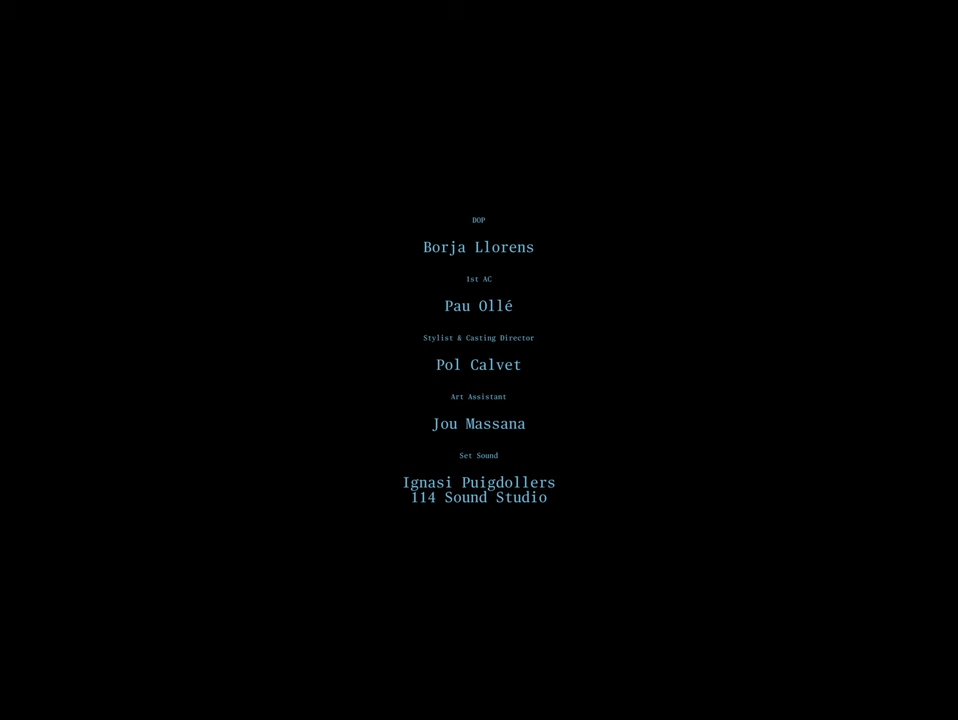 DOP
Borja Llorens
1st AC
Pau Ollé
Stylist & Casting Director
Pol Calvet
Art Assistant
Jou Massana
Set Sound
Ignasi Puigdollers
114 Sound Studio